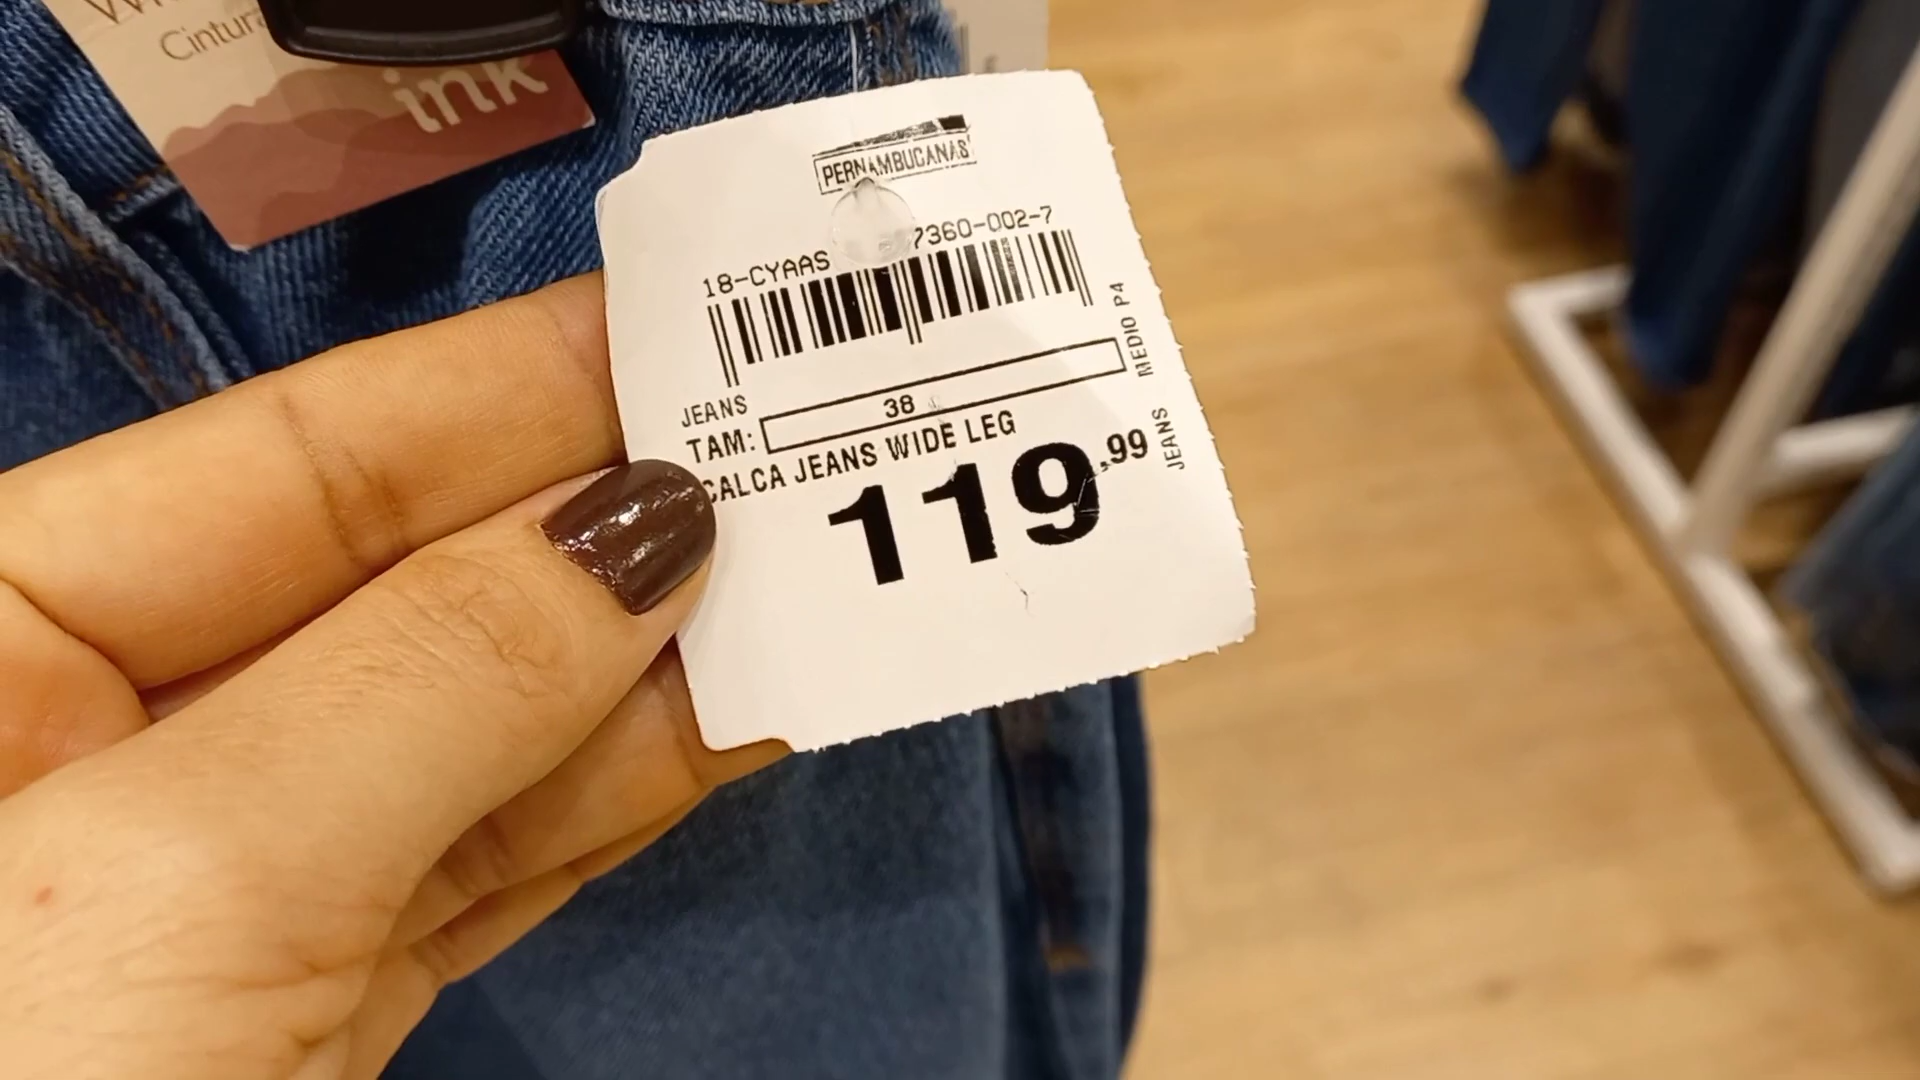 Cintura
ink
PERNAMBUCANAS
18-CYAAS 7360-002-7
JEANS
TAM: 38
CALCA JEANS WIDE LEG
119,99
JEANS MEDIO P4